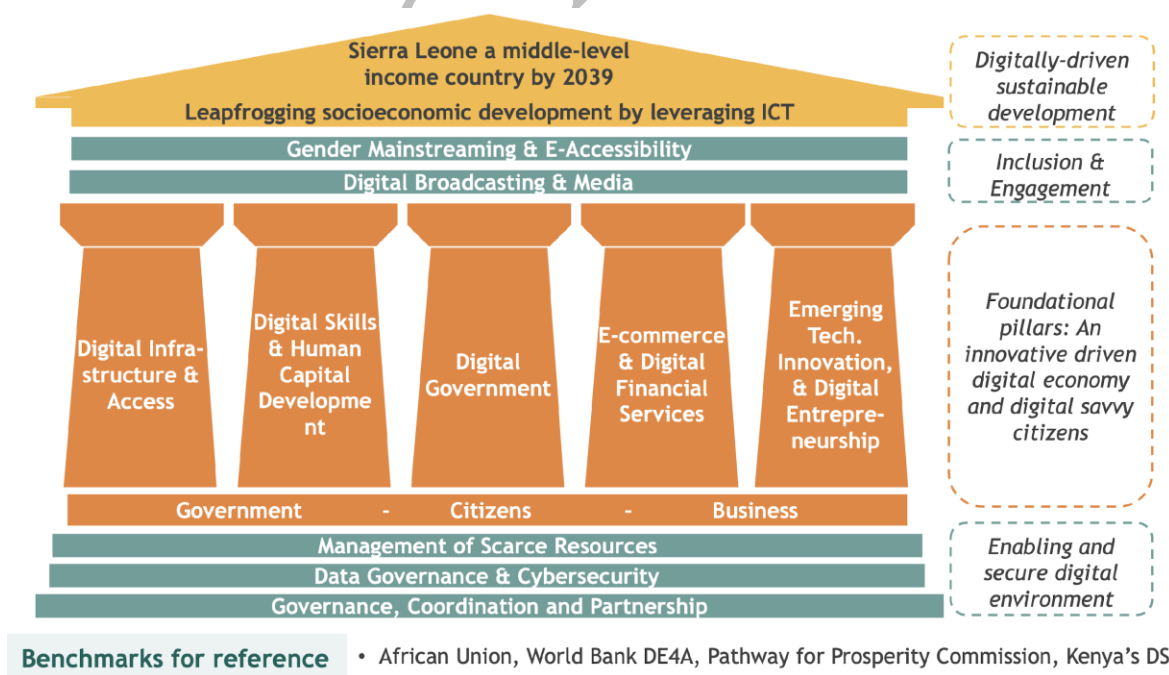 Sierra Leone a middle-level
income country by 2039
Leapfrogging socioeconomic development by leveraging ICT
Digitally-driven
sustainable
development
Gender Mainstreaming & E-Accessibility
Digital Broadcasting & Media
Inclusion &
Engagement
Digital Infra-
structure &
Access
Digital Skills
& Human
Capital
Developme
nt
Digital
Government
E-commerce
& Digital
Financial
Services
Emerging
Tech.
Innovation,
& Digital
Entrepre-
neurship
Foundational
pillars: An
innovative driven
digital economy
and digital savvy
citizens
Government - Citizens - Business
Management of Scarce Resources
Data Governance & Cybersecurity
Governance, Coordination and Partnership
Enabling and
secure digital
environment
Benchmarks for reference • African Union, World Bank DE4A, Pathway for Prosperity Commission, Kenya's DS